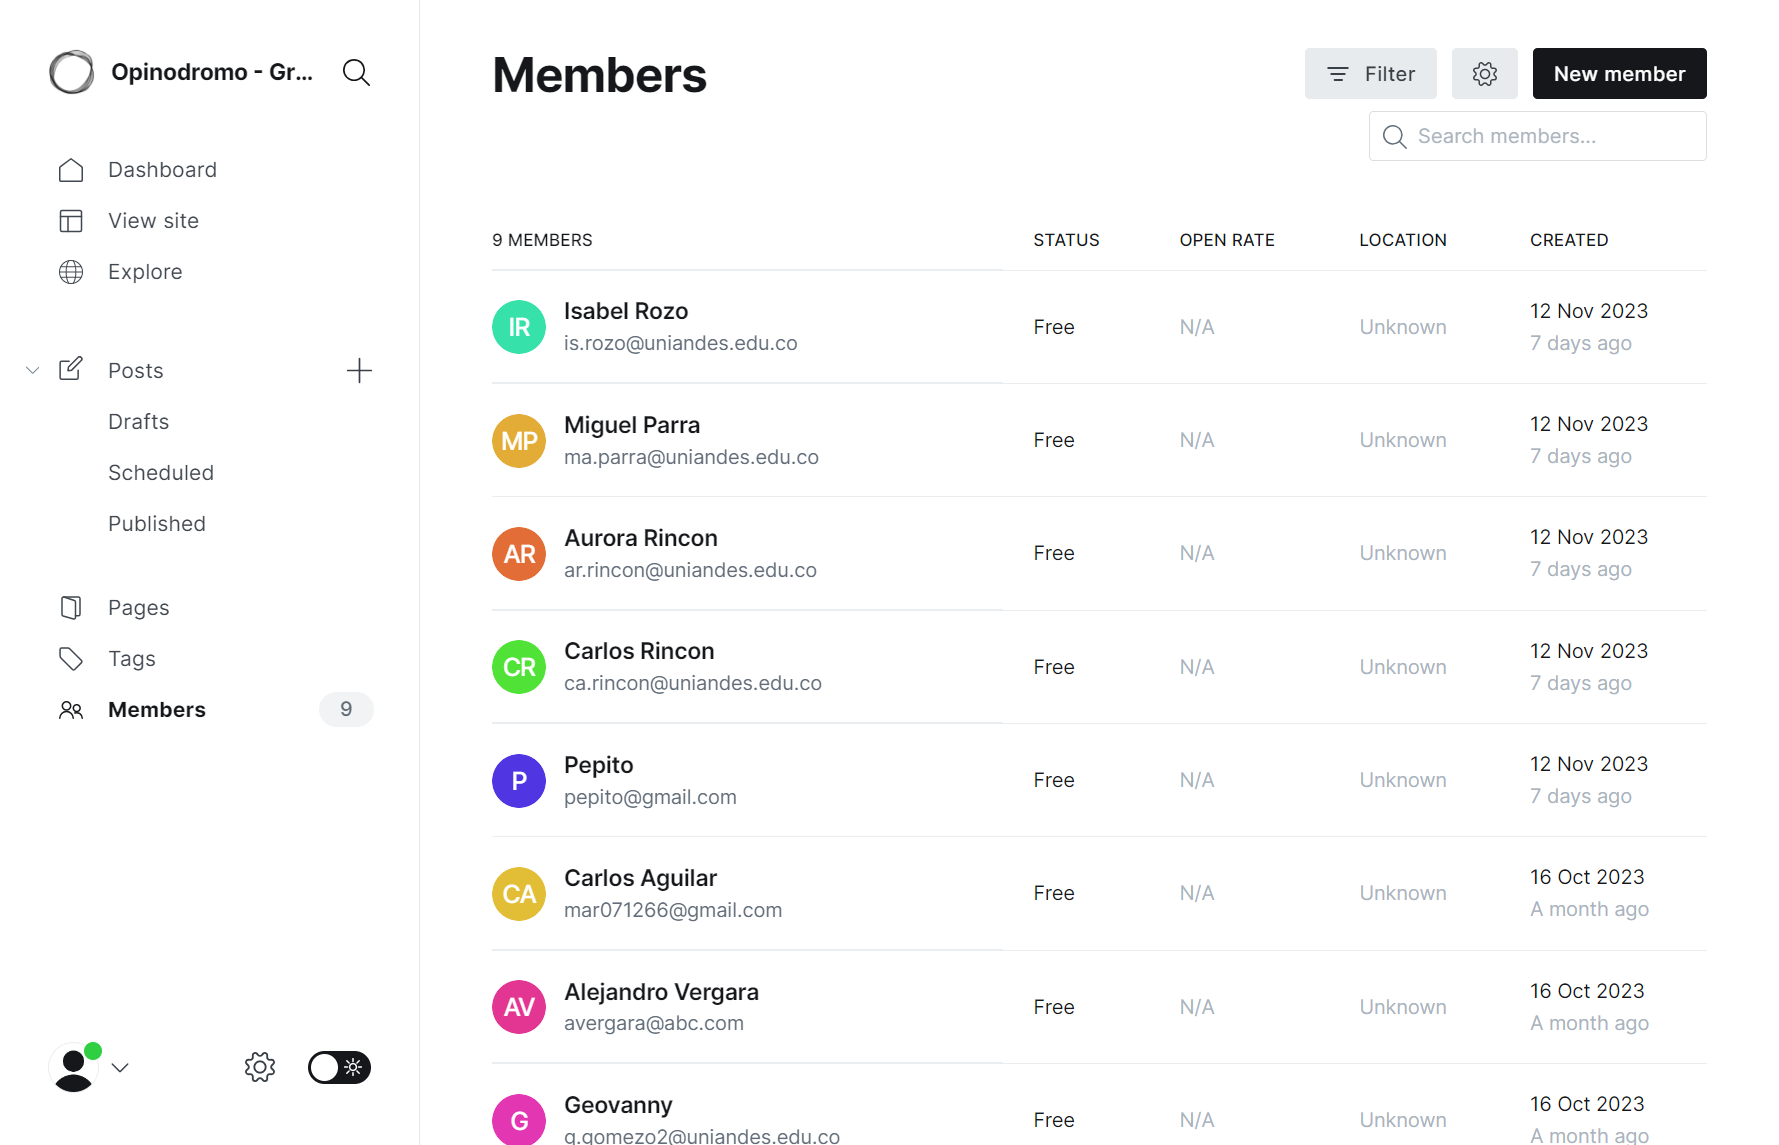 Opinodromo - Gr...
Dashboard
View site
Explore
Posts
Drafts
Scheduled
Published
Pages
Tags
Members 9
Members
Filter
New member
Search members...
9 MEMBERS STATUS OPEN RATE LOCATION CREATED
IR Isabel Rozo
is.rozo@uniandes.edu.co
Free N/A Unknown
12 Nov 2023
7 days ago
MP Miguel Parra
ma.parra@uniandes.edu.co
Free N/A Unknown
12 Nov 2023
7 days ago
AR Aurora Rincon
ar.rincon@uniandes.edu.co
Free N/A Unknown
12 Nov 2023
7 days ago
CR Carlos Rincon
ca.rincon@uniandes.edu.co
Free N/A Unknown
12 Nov 2023
7 days ago
P Pepito
pepito@gmail.com
Free N/A Unknown
12 Nov 2023
7 days ago
CA Carlos Aguilar
mar071266@gmail.com
Free N/A Unknown
16 Oct 2023
A month ago
AV Alejandro Vergara
avergara@abc.com
Free N/A Unknown
16 Oct 2023
A month ago
G Geovanny
g.gomezo2@uniandes.edu.co
Free N/A Unknown
16 Oct 2023
A month ago